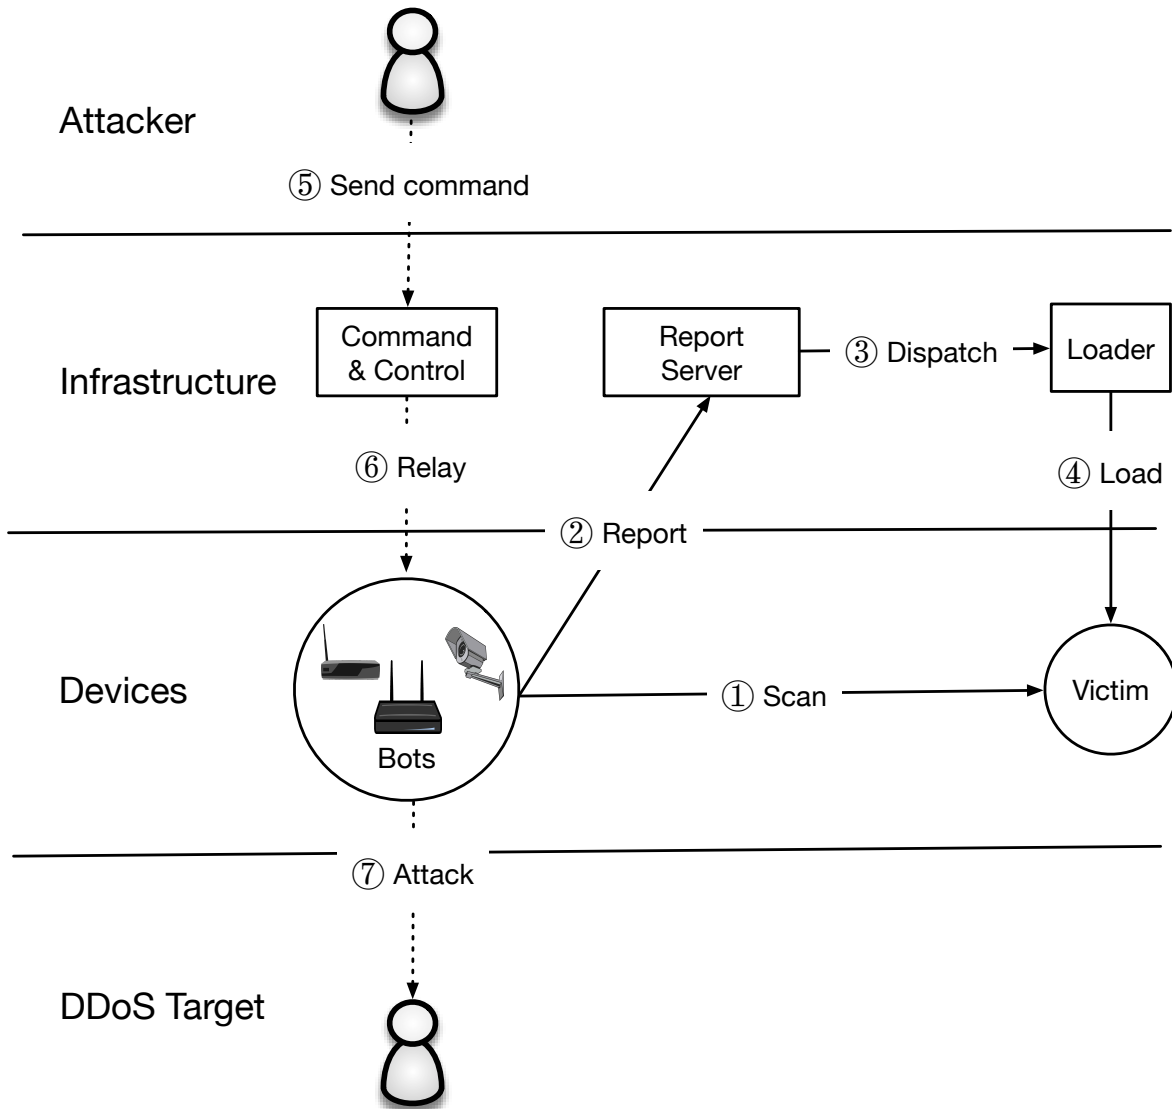 Attacker
⑤ Send command
Infrastructure
Command
& Control
Report
Server
③ Dispatch
Loader
⑥ Relay
④ Load
② Report
Devices
Bots
① Scan
Victim
⑦ Attack
DDoS Target